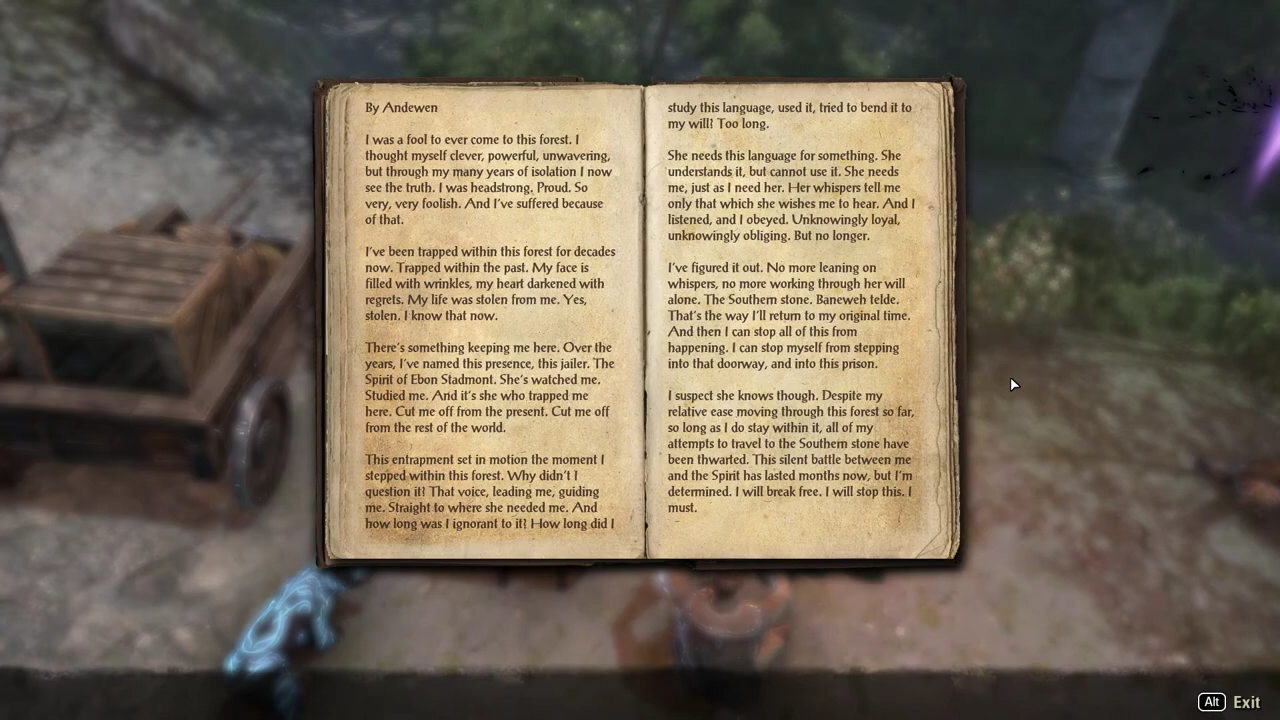 By Andewen
I was a fool to ever come to this forest. I
thought myself clever, powerful, unwavering,
but through my many years of isolation I now
see the truth. I was headstrong. Proud. So
very, very foolish. And I've suffered because
of that.
I've been trapped within this forest for decades
now. Trapped within the past. My face is
filled with wrinkles, my heart darkened with
regrets. My life was stolen from me. Yes,
stolen. I know that now.
There's something keeping me here. Over the
years, I've named this presence, this jailer. The
Spirit of Ebon Stadmont. She's watched me.
Studied me. And it's she who trapped me
here. Cut me off from the present. Cut me off
from the rest of the world.
This entrapment set in motion the moment I
stepped within this forest. Why didn't I
question it? That voice, leading me, guiding
me. Straight to where she needed me. And
how long was I ignorant to it? How long did I
study this language, used it, tried to bend it to
my will? Too long.
She needs this language for something. She
understands it, but cannot use it. She needs
me, just as I need her. Her whispers tell me
only that which she wishes me to hear. And I
listened, and I obeyed. Unknowingly loyal,
unknowingly obliging. But no longer.
I've figured it out. No more leaning on
whispers, no more working through her will
alone. The Southern stone. Baneweh telde.
That's the way I'll return to my original time.
And then I can stop all of this from
happening. I can stop myself from stepping
into that doorway, and into this prison.
I suspect she knows though. Despite my
relative ease moving through this forest so far,
so long as I do stay within it, all of my
attempts to travel to the Southern stone have
been thwarted. This silent battle between me
and the Spirit has lasted months now, but I'm
determined. I will break free. I will stop this. I
must.
Alt Exit